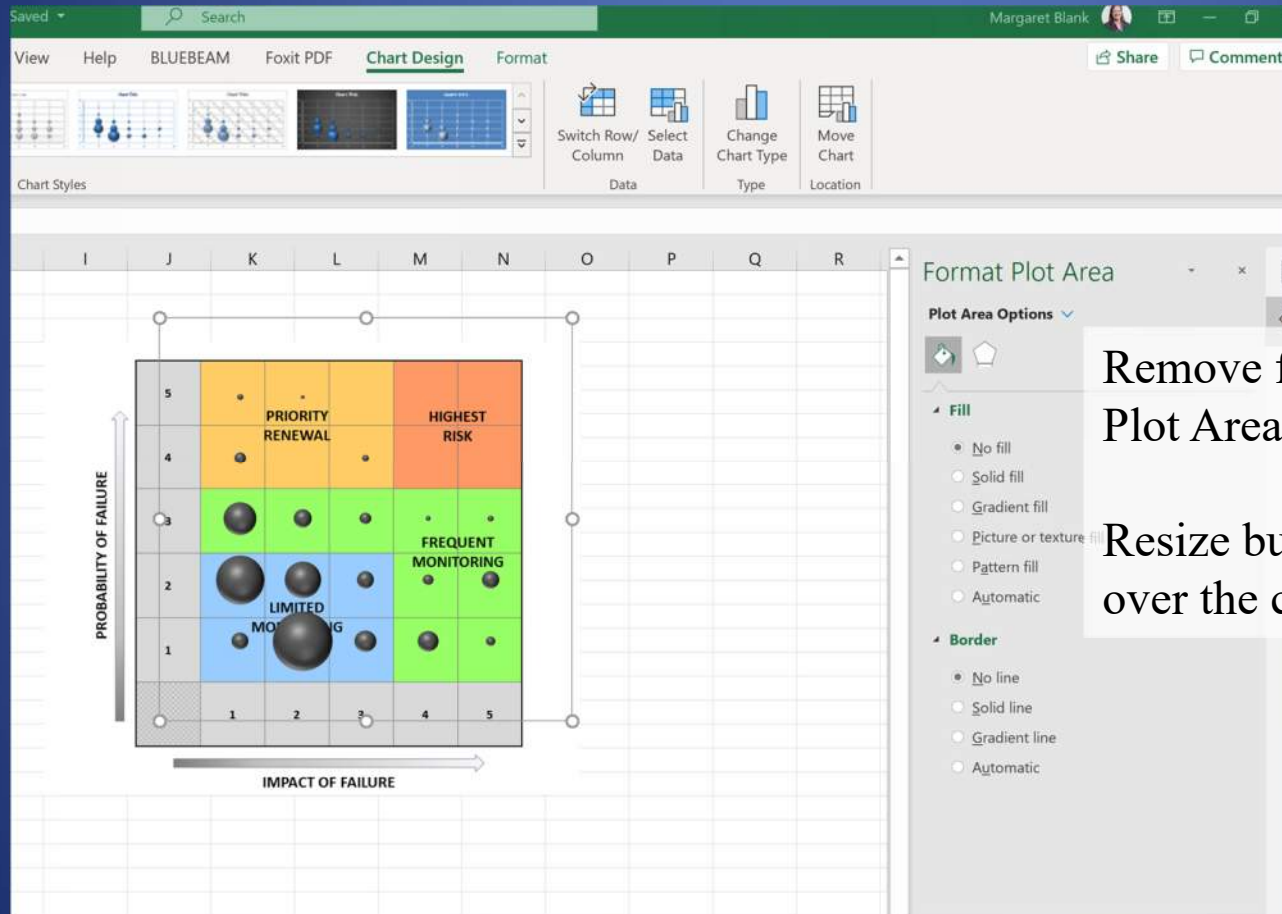 Saved
Search
Margaret Blank
View Help BLUEBEAM Foxit PDF Chart Design Format
Share Comment
Switch Row/ Column
Select Data
Change Chart Type
Move Chart
Chart Styles
Data
Type
Location
I J K L M N O P Q R
Format Plot Area
Plot Area Options
Remove
Plot Area
Resize
over the
Fill
No fill
Solid fill
Gradient fill
Picture or texture fill
Pattern fill
Automatic
Border
No line
Solid line
Gradient line
Automatic
PROBABILITY OF FAILURE
5
4
3
2
1
PRIORITY
RENEWAL
HIGHEST
RISK
FREQUENT
MONITORING
LIMITED
1 2 3 4 5
IMPACT OF FAILURE